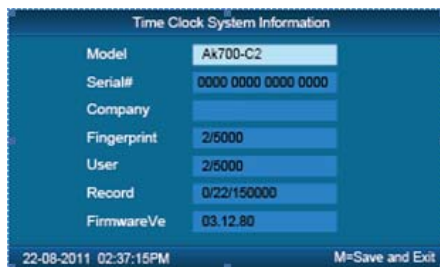 Time Clock System Information
Model Ak700-C2
Serial# 0000 0000 0000 0000
Company
Fingerprint 2/5000
User 2/5000
Record 0/22/150000
FirmwareVe 03.12.80
22-08-2011 02:37:15PM M=Save and Exit